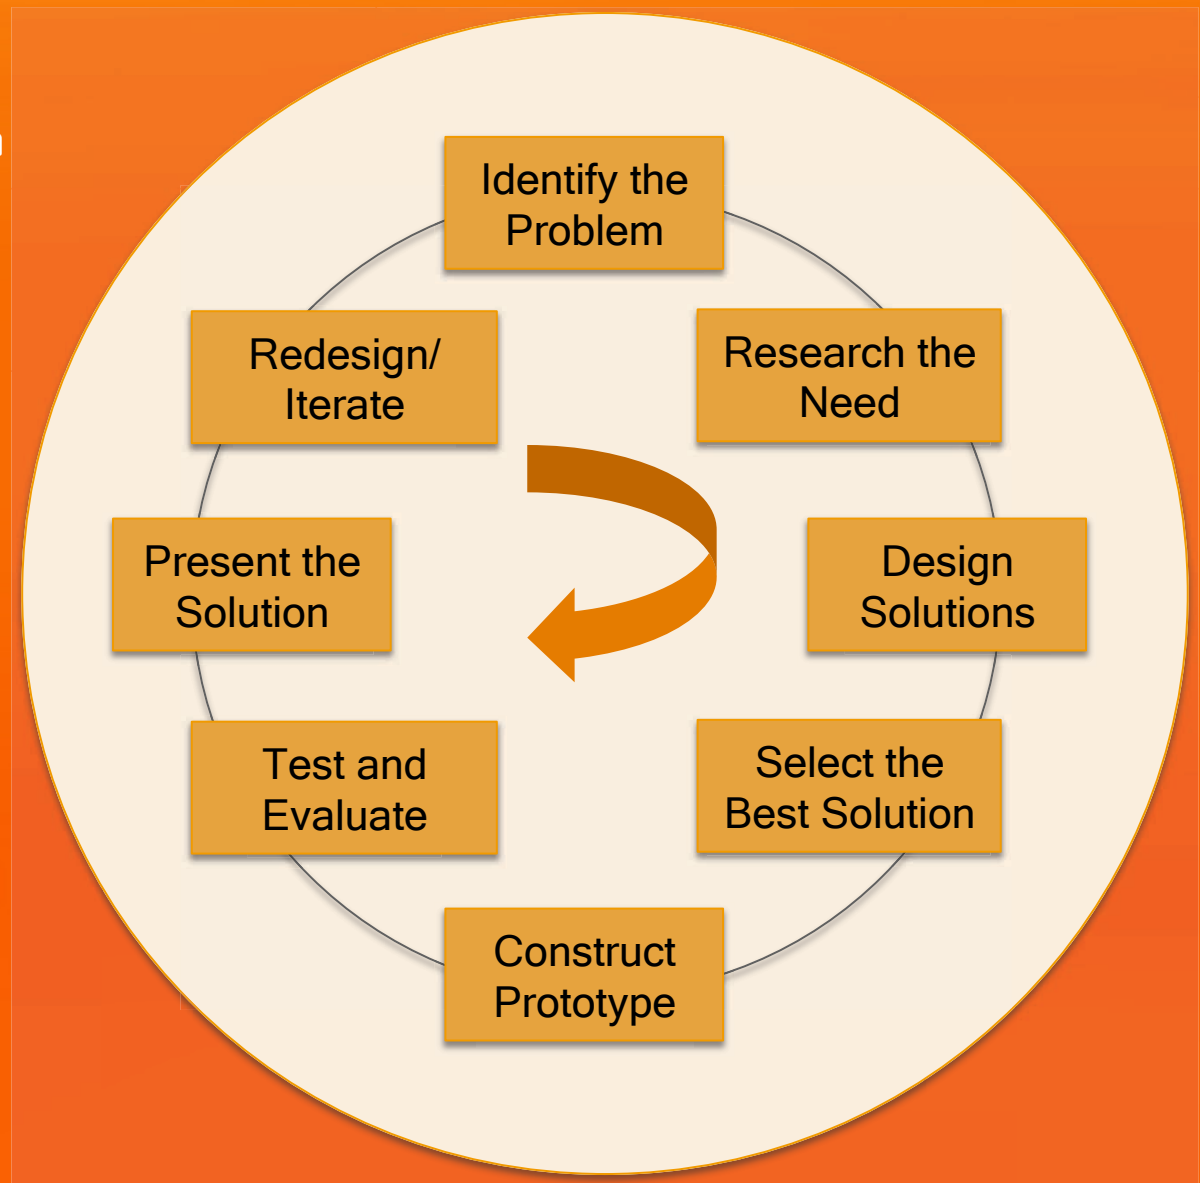 Identify the
Problem
Research the
Need
Design
Solutions
Select the
Best Solution
Construct
Prototype
Test and
Evaluate
Present the
Solution
Redesign/
Iterate